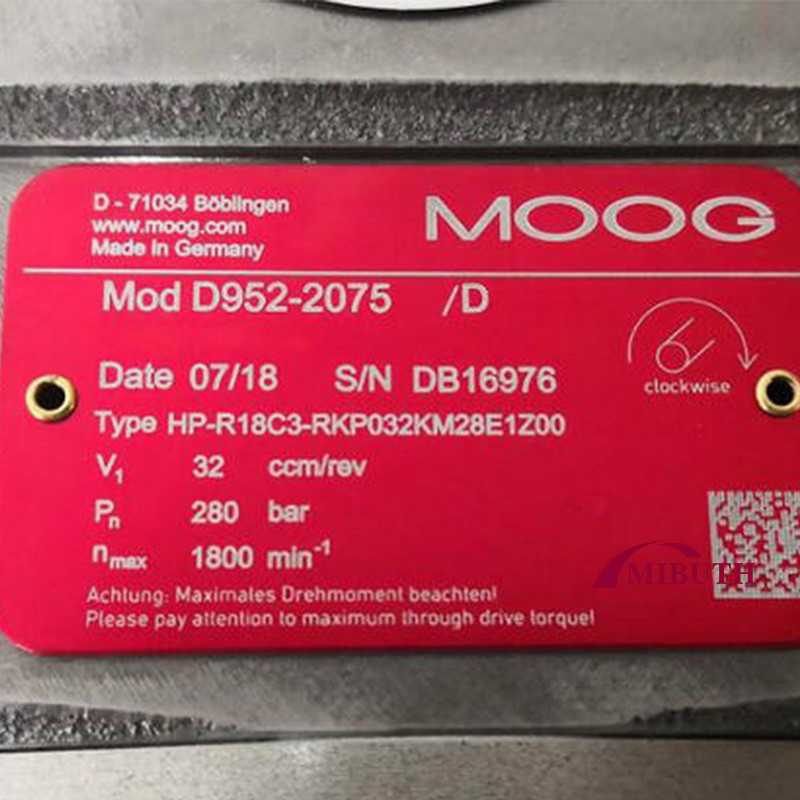 D - 71034 Böblingen
www.moog.com
Made in Germany
MOOG
Mod D952-2075 /D
clockwise
Date 07/18 S/N DB16976
Type HP-R18C3-RKP032KM28E1Z00
V₁ 32 ccm/rev
Pₙ 280 bar
nmax 1800 min⁻¹
MIBUTH
Achtung: Maximales Drehmoment beachten!
Please pay attention to maximum through drive torque!